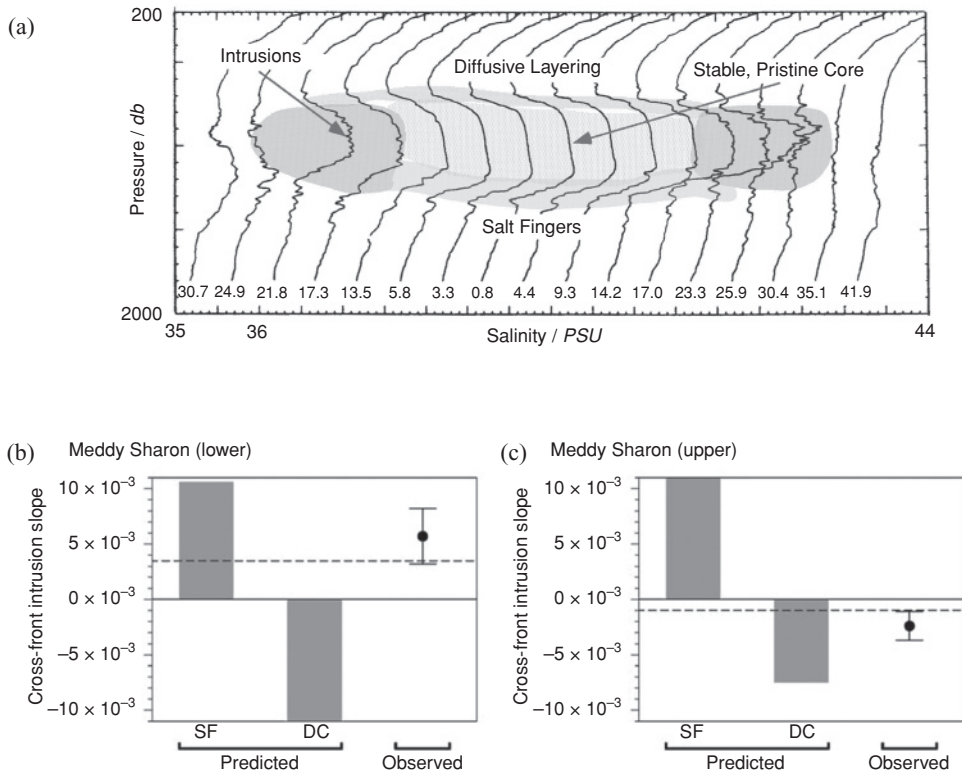 (a)
200
Intrusions
Diffusive Layering
Stable, Pristine Core
Pressure / db
Salt Fingers
30.7 24.9 21.8 17.3 13.5 5.8 3.3 0.8 4.4 9.3 14.2 17.0 23.3 25.9 30.4 35.1 41.9
2000
35 36 44
Salinity / PSU
(b) Meddy Sharon (lower)
Cross-front intrusion slope
10 × 10⁻³
5 × 10⁻³
0 × 10⁻³
−5 × 10⁻³
−10 × 10⁻³
SF DC
Predicted Observed
(c) Meddy Sharon (upper)
Cross-front intrusion slope
10 × 10⁻³
5 × 10⁻³
0 × 10⁻³
−5 × 10⁻³
−10 × 10⁻³
SF DC
Predicted Observed